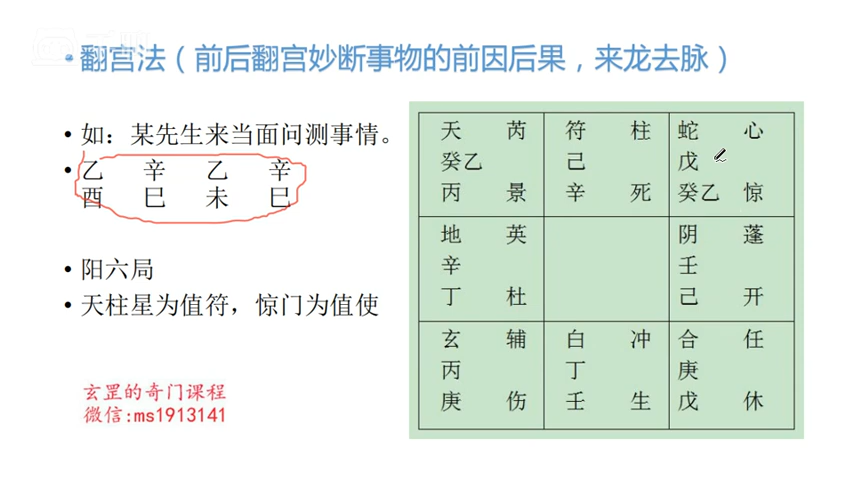 翻宫法（前后翻宫妙断事物的前因后果，来龙去脉）
如：某先生来当面问测事情。
乙 辛 乙 辛
酉 巳 未 巳
阳六局
天柱星为值符，惊门为值使
玄罡的奇门课程
微信:ms1913141
天 芮 符 柱 蛇 心
癸乙 己 戊
丙 景 辛 死 癸乙 惊
地 英 阴 蓬
辛 壬
丁 杜 己 开
玄 辅 白 冲 合 任
丙 丁 庚
庚 伤 壬 生 戊 休